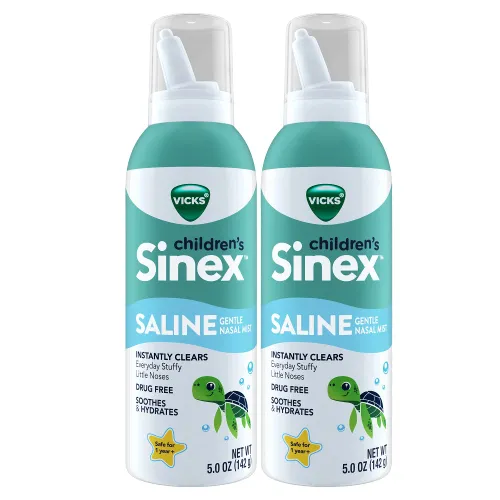 VICKS
children's
Sinex™
SALINE GENTLE NASAL MIST
INSTANTLY CLEARS
Everyday Stuffy
Little Noses
DRUG FREE
SOOTHES
& HYDRATES
Safe for
1 year+
NET WT
5.0 OZ (142 g)
VICKS
children's
Sinex™
SALINE GENTLE NASAL MIST
INSTANTLY CLEARS
Everyday Stuffy
Little Noses
DRUG FREE
SOOTHES
& HYDRATES
Safe for
1 year+
NET WT
5.0 OZ (142 g)